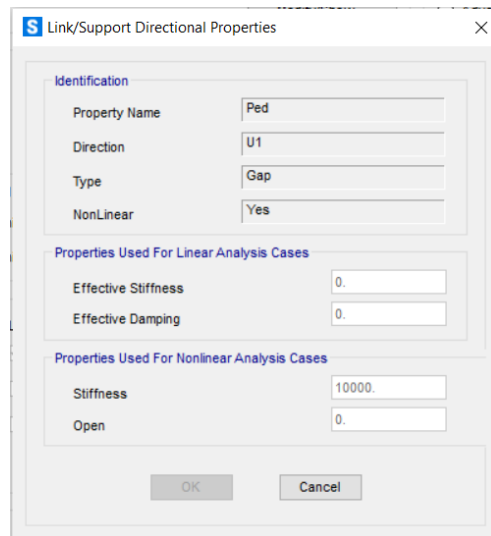 S Link/Support Directional Properties
Identification
Property Name Ped
Direction U1
Type Gap
NonLinear Yes
Properties Used For Linear Analysis Cases
Effective Stiffness 0.
Effective Damping 0.
Properties Used For Nonlinear Analysis Cases
Stiffness 10000.
Open 0.
OK Cancel